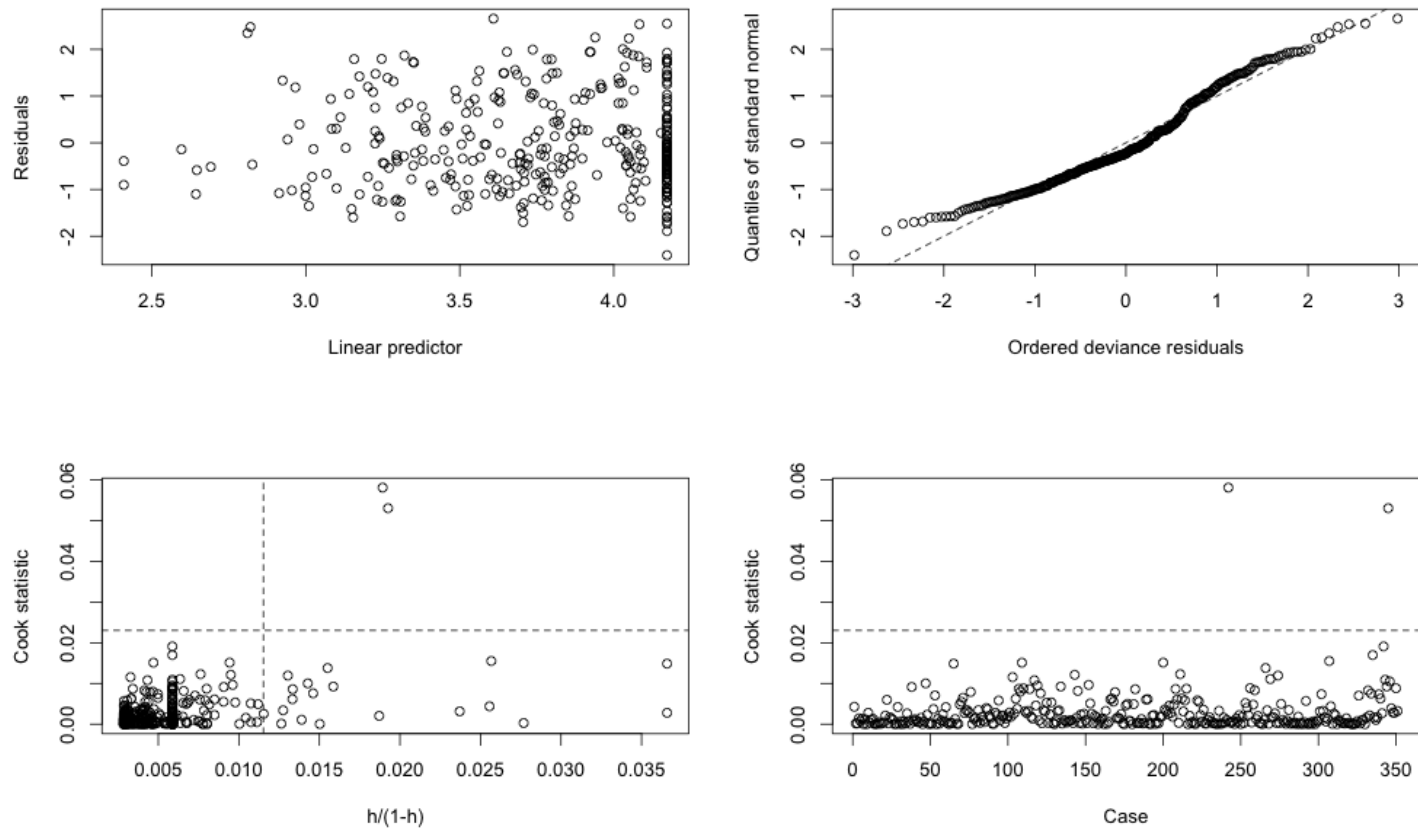 Residuals
2
1
0
-1
-2
2.5 3.0 3.5 4.0
Linear predictor
Quantiles of standard normal
2
1
0
-1
-2
-3 -2 -1 0 1 2 3
Ordered deviance residuals
Cook statistic
0.06
0.04
0.02
0.00
0.005 0.010 0.015 0.020 0.025 0.030 0.035
h/(1-h)
Cook statistic
0.06
0.04
0.02
0.00
0 50 100 150 200 250 300 350
Case